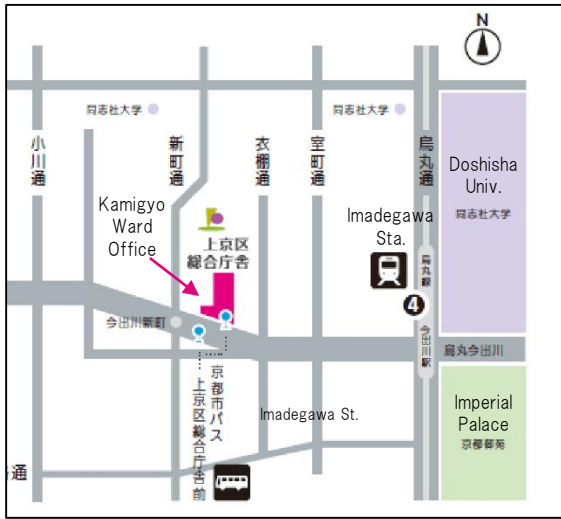 N
同志社大学
同志社大学
小川通
新町通
衣棚通
室町通
烏丸通
Doshisha
Univ.
同志社大学
Kamigyo
Ward
Office
上京区
総合庁舎
Imadegawa
Sta.
烏丸線
4
今出川駅
今出川新町
烏丸今出川
京都市バス
上京区総合庁舎前
Imadegawa St.
Imperial
Palace
京都御苑
通